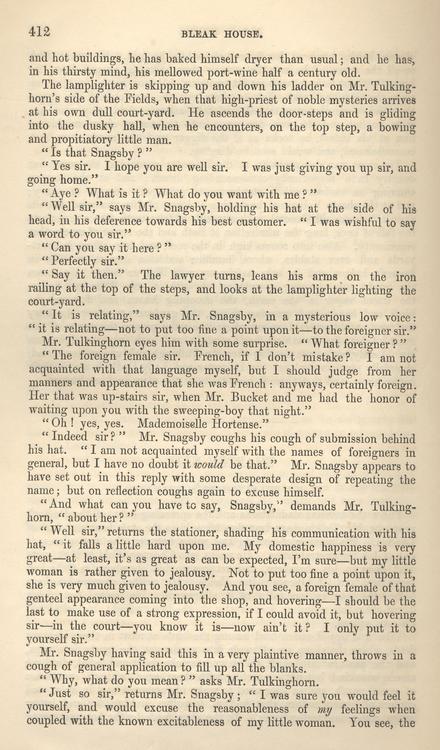 412 BLEAK HOUSE.
and hot buildings, he has baked himself dryer than usual; and he has,
in his thirsty mind, his mellowed port-wine half a century old.
The lamplighter is skipping up and down his ladder on Mr. Tulking-
horn's side of the Fields, when that high-priest of noble mysteries arrives
at his own dull court-yard. He ascends the door-steps and is gliding
into the dusky hall, when he encounters, on the top step, a bowing
and propitiatory little man.
"Is that Snagsby?"
"Yes sir. I hope you are well sir. I was just giving you up sir, and
going home."
"Aye? What is it? What do you want with me?"
"Well sir," says Mr. Snagsby, holding his hat at the side of his
head, in his deference towards his best customer. "I was wishful to say
a word to you sir."
"Can you say it here?"
"Perfectly sir."
"Say it then." The lawyer turns, leans his arms on the iron
railing at the top of the steps, and looks at the lamplighter lighting the
court-yard.
"It is relating," says Mr. Snagsby, in a mysterious low voice:
"it is relating—not to put too fine a point upon it—to the foreigner sir."
Mr. Tulkinghorn eyes him with some surprise. "What foreigner?"
"The foreign female sir. French, if I don't mistake? I am not
acquainted with that language myself, but I should judge from her
manners and appearance that she was French: anyways, certainly foreign.
Her that was up-stairs sir, when Mr. Bucket and me had the honor of
waiting upon you with the sweeping-boy that night."
"Oh! yes, yes. Mademoiselle Hortense."
"Indeed sir?" Mr. Snagsby coughs his cough of submission behind
his hat. "I am not acquainted myself with the names of foreigners in
general, but I have no doubt it would be that." Mr. Snagsby appears to
have set out in this reply with some desperate design of repeating the
name; but on reflection coughs again to excuse himself.
"And what can you have to say, Snagsby," demands Mr. Tulking-
horn, "about her?"
"Well sir," returns the stationer, shading his communication with his
hat, "it falls a little hard upon me. My domestic happiness is very
great—at least, it's as great as can be expected, I'm sure—but my little
woman is rather given to jealousy. Not to put too fine a point upon it,
she is very much given to jealousy. And you see, a foreign female of that
genteel appearance coming into the shop, and hovering—I should be the
last to make use of a strong expression, if I could avoid it, but hovering
sir—in the court—you know it is—now ain't it? I only put it to
yourself sir."
Mr. Snagsby having said this in a very plaintive manner, throws in a
cough of general application to fill up all the blanks.
"Why, what do you mean?" asks Mr. Tulkinghorn.
"Just so sir," returns Mr. Snagsby; "I was sure you would feel it
yourself, and would excuse the reasonableness of my feelings when
coupled with the known excitableness of my little woman. You see, the